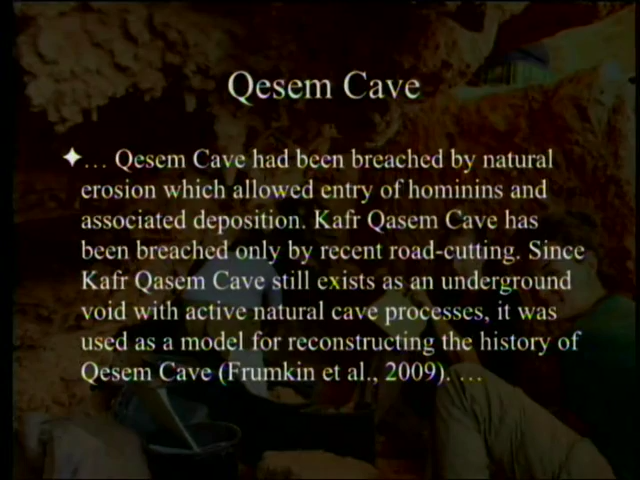 Qesem Cave
… Qesem Cave had been breached by natural
erosion which allowed entry of hominins and
associated deposition. Kafr Qasem Cave has
been breached only by recent road-cutting. Since
Kafr Qasem Cave still exists as an underground
void with active natural cave processes, it was
used as a model for reconstructing the history of
Qesem Cave (Frumkin et al., 2009). …